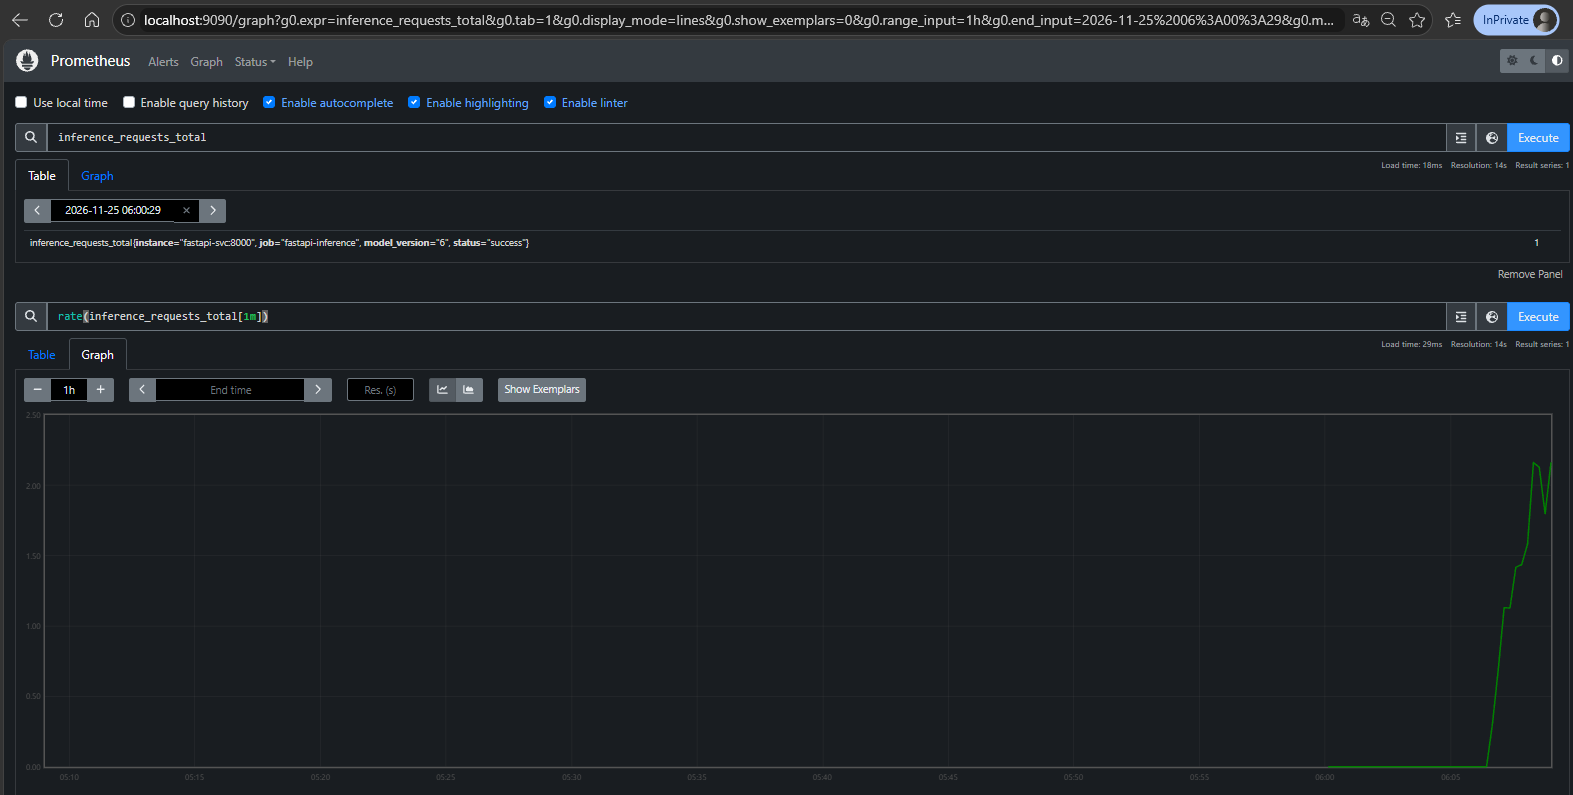 localhost:9090/graph?g0.expr=inference_requests_total&g0.tab=1&g0.display_mode=lines&g0.show_exemplars=0&g0.range_input=1h&g0.end_input=2026-11-25%2006%3A00%3A29&g0.m...
InPrivate
Prometheus Alerts Graph Status Help
Use local time Enable query history Enable autocomplete Enable highlighting Enable linter
inference_requests_total
Execute
Load time: 18ms Resolution: 14s Result series: 1
Table Graph
2026-11-25 06:00:29
inference_requests_total{instance="fastapi-svc:8000", job="fastapi-inference", model_version="6", status="success"} 1
Remove Panel
rate(inference_requests_total[1m])
Execute
Load time: 29ms Resolution: 14s Result series: 1
Table Graph
− 1h + End time Res. (s) Show Exemplars
2.50
2.00
1.50
1.00
0.50
0.00
05:10 05:15 05:20 05:25 05:30 05:35 05:40 05:45 05:50 05:55 06:00 06:05